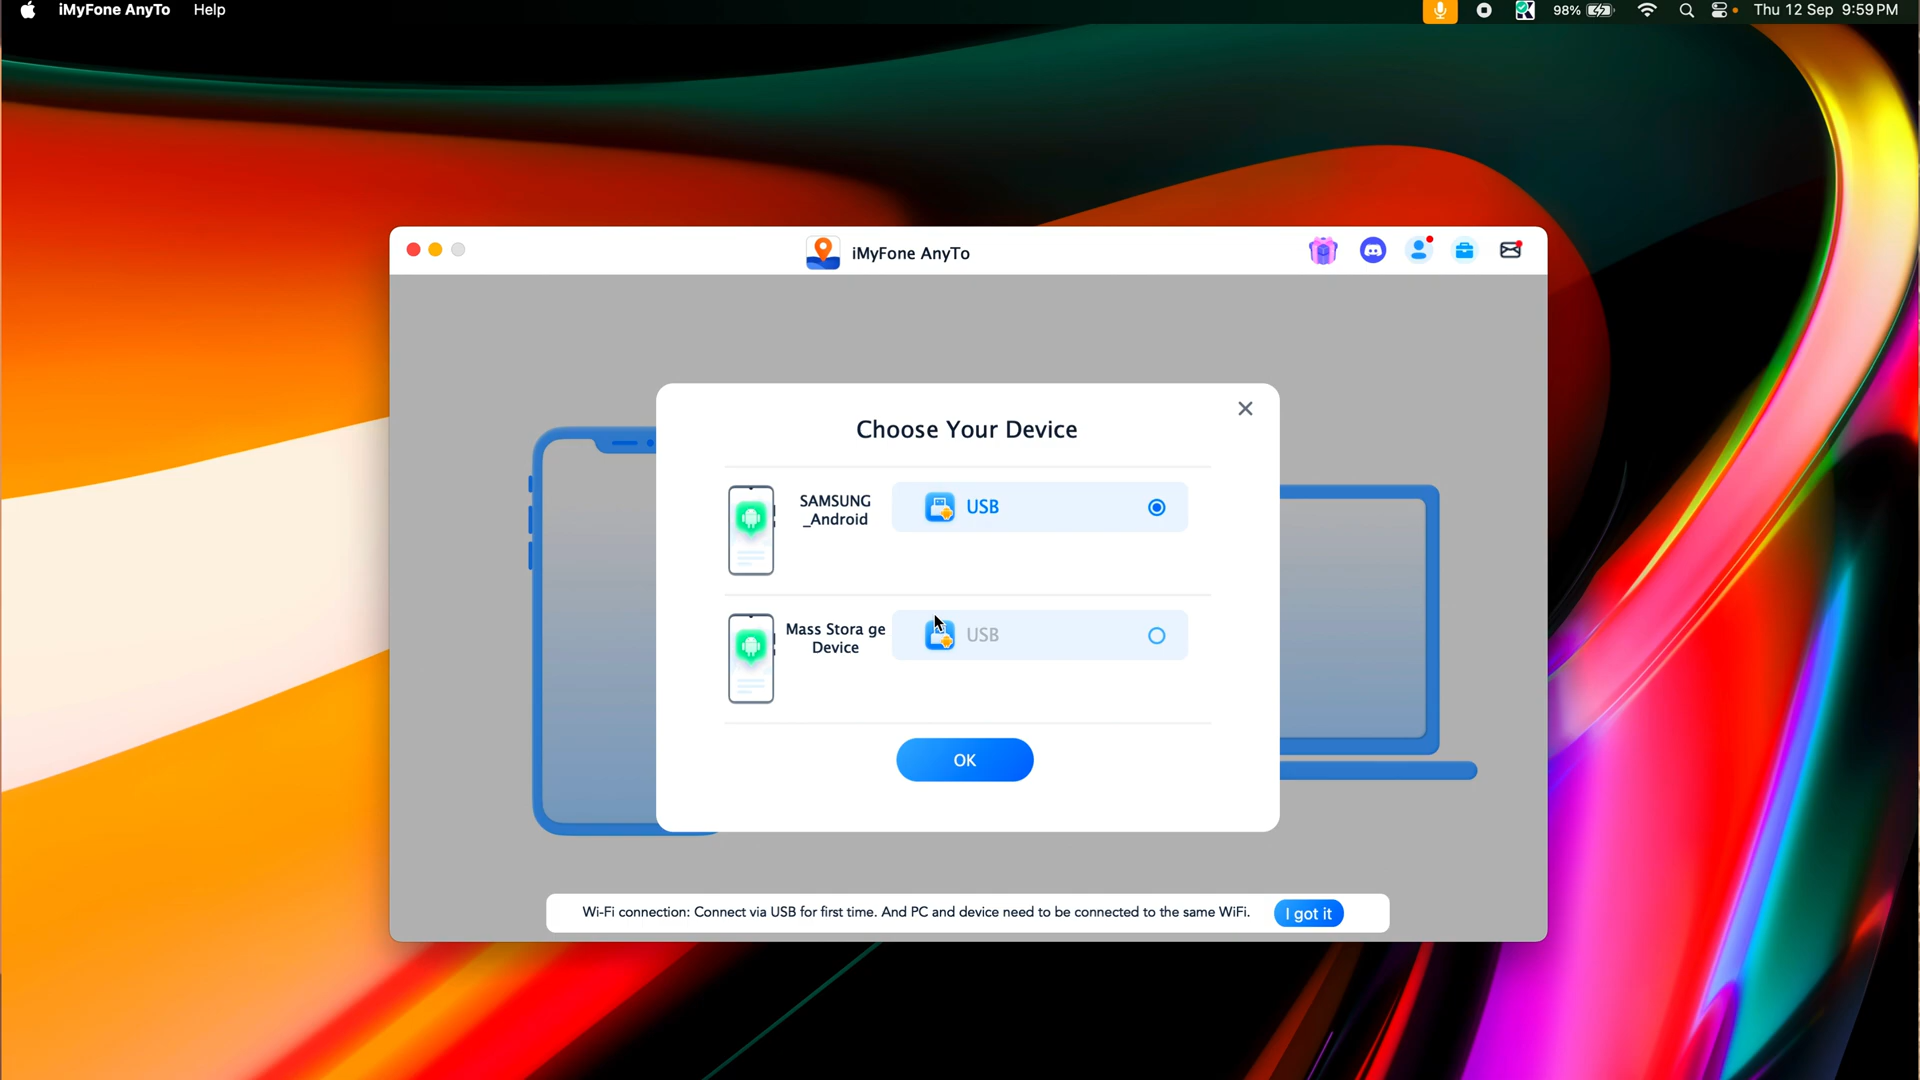 iMyFone AnyTo Help
98% Thu 12 Sep 9:59 PM
iMyFone AnyTo
Choose Your Device
SAMSUNG
_Android
USB
Mass Stora ge
Device
USB
OK
Wi-Fi connection: Connect via USB for first time. And PC and device need to be connected to the same WiFi.
I got it